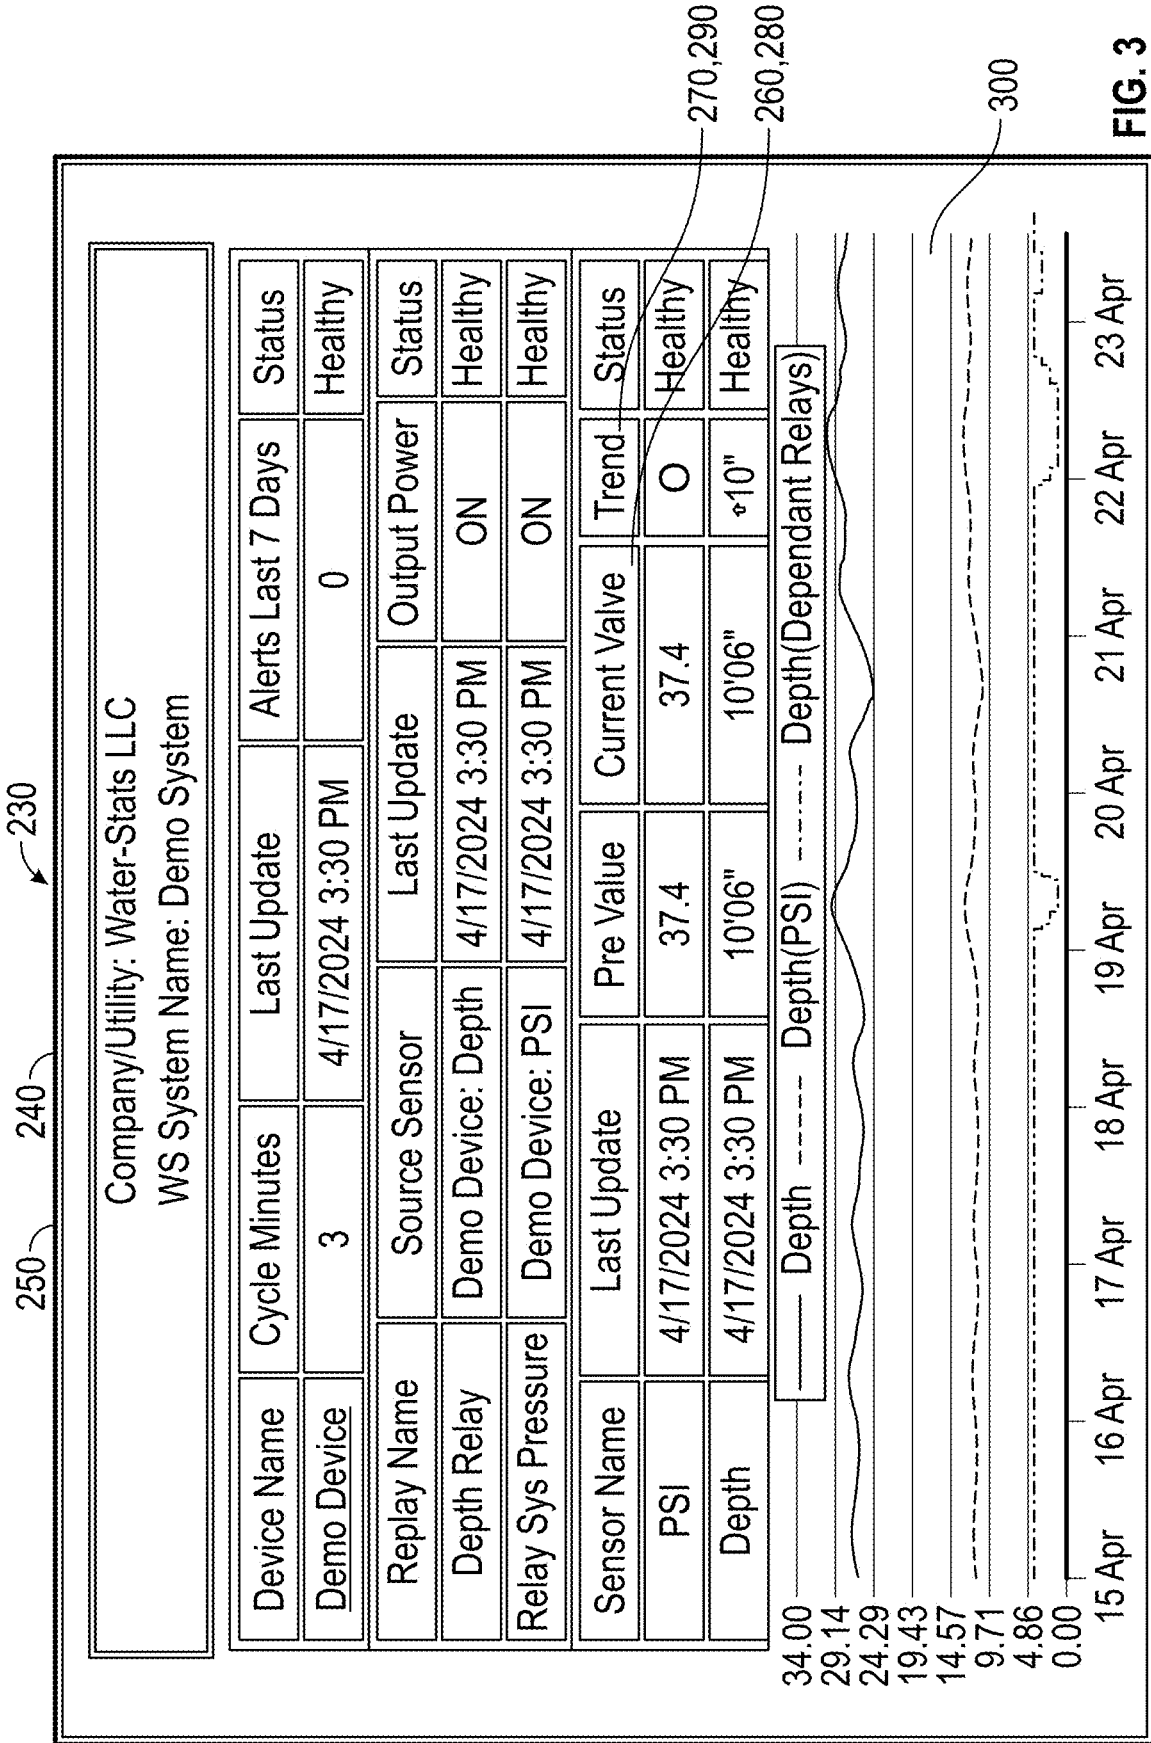 250
240
230
Company/Utility: Water-Stats LLC
WS System Name: Demo System
Device Name Cycle Minutes Last Update Alerts Last 7 Days Status
Demo Device 3 4/17/2024 3:30 PM 0 Healthy
Replay Name Source Sensor Last Update Output Power Status
Depth Relay Demo Device: Depth 4/17/2024 3:30 PM ON Healthy
Relay Sys Pressure Demo Device: PSI 4/17/2024 3:30 PM ON Healthy
Sensor Name Last Update Pre Value Current Valve Trend Status
PSI 4/17/2024 3:30 PM 37.4 37.4 O Healthy
Depth 4/17/2024 3:30 PM 10'06" 10'06" 10" Healthy
270,290
260,280
Depth Depth(PSI) Depth(Dependant Relays)
34.00
29.14
24.29
19.43
14.57
9.71
4.86
0.00
300
15 Apr 16 Apr 17 Apr 18 Apr 19 Apr 20 Apr 21 Apr 22 Apr 23 Apr
FIG. 3